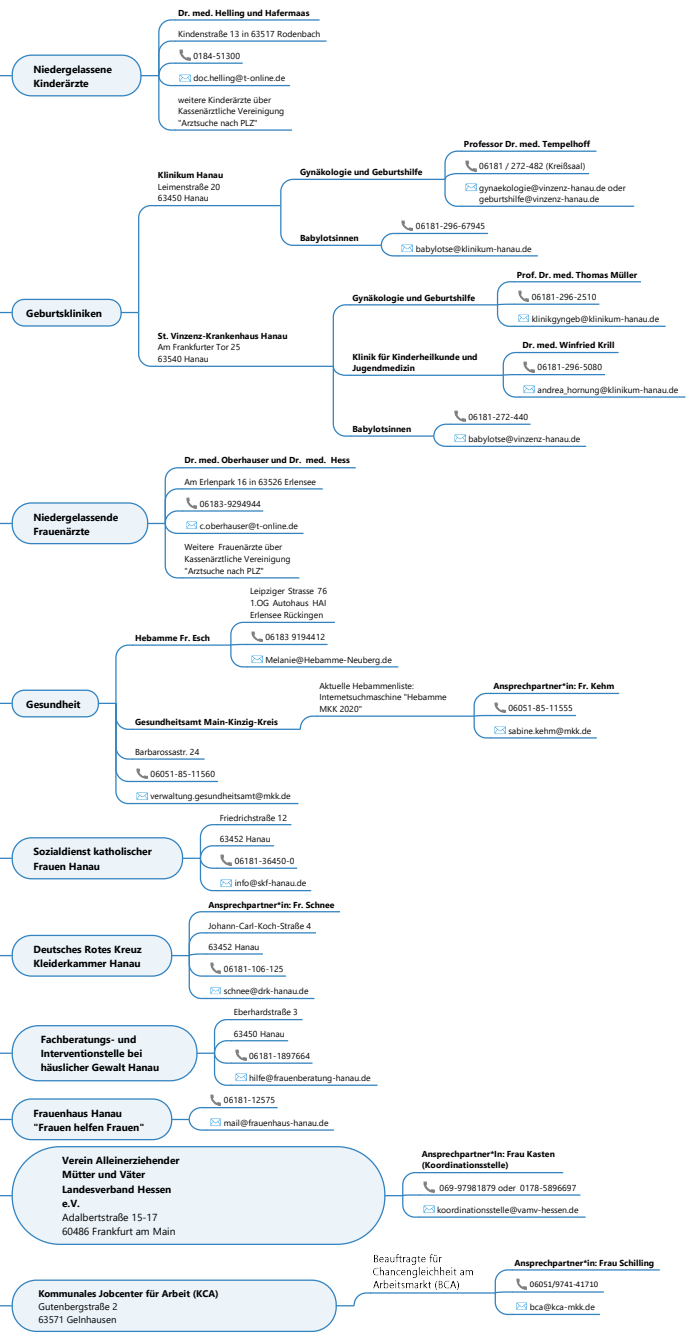 Niedergelassene
Kinderärzte
Dr. med. Helling und Hafermaas
Kindenstraße 13 in 63517 Rodenbach
0184-51300
doc.helling@t-online.de
weitere Kinderärzte über
Kassenärztliche Vereinigung
"Arztsuche nach PLZ"
Geburtskliniken
Klinikum Hanau
Leimenstraße 20
63450 Hanau
Gynäkologie und Geburtshilfe
Professor Dr. med. Tempelhoff
06181 / 272-482 (Kreißsaal)
gynaekologie@vinzenz-hanau.de oder
geburtshilfe@vinzenz-hanau.de
Babylotsinnen
06181-296-67945
babylotse@klinikum-hanau.de
St. Vinzenz-Krankenhaus Hanau
Am Frankfurter Tor 25
63540 Hanau
Gynäkologie und Geburtshilfe
Prof. Dr. med. Thomas Müller
06181-296-2510
klinikgyngeb@klinikum-hanau.de
Klinik für Kinderheilkunde und
Jugendmedizin
Dr. med. Winfried Krill
06181-296-5080
andrea_hornung@klinikum-hanau.de
Babylotsinnen
06181-272-440
babylotse@vinzenz-hanau.de
Niedergelassende
Frauenärzte
Dr. med. Oberhauser und Dr. med. Hess
Am Erlenpark 16 in 63526 Erlensee
06183-9294944
c.oberhauser@t-online.de
Weitere Frauenärzte über
Kassenärztliche Vereinigung
"Arztsuche nach PLZ"
Gesundheit
Hebamme Fr. Esch
Leipziger Strasse 76
1.OG Autohaus HAI
Erlensee Rückingen
06183 9194412
Melanie@Hebamme-Neuberg.de
Gesundheitsamt Main-Kinzig-Kreis
Aktuelle Hebammenliste:
Internetsuchmaschine "Hebamme
MKK 2020"
Ansprechpartner*in: Fr. Kehm
06051-85-11555
sabine.kehm@mkk.de
Barbarossastr. 24
06051-85-11560
verwaltung.gesundheitsamt@mkk.de
Sozialdienst katholischer
Frauen Hanau
Friedrichstraße 12
63452 Hanau
06181-36450-0
info@skf-hanau.de
Deutsches Rotes Kreuz
Kleiderkammer Hanau
Ansprechpartner*in: Fr. Schnee
Johann-Carl-Koch-Straße 4
63452 Hanau
06181-106-125
schnee@drk-hanau.de
Fachberatungs- und
Interventionstelle bei
häuslicher Gewalt Hanau
Eberhardstraße 3
63450 Hanau
06181-1897664
hilfe@frauenberatung-hanau.de
Frauenhaus Hanau
"Frauen helfen Frauen"
06181-12575
mail@frauenhaus-hanau.de
Verein Alleinerziehender
Mütter und Väter
Landesverband Hessen
e.V.
Adalbertstraße 15-17
60486 Frankfurt am Main
Ansprechpartner*In: Frau Kasten
(Koordinationsstelle)
069-97981879 oder 0178-5896697
koordinationsstelle@vamv-hessen.de
Kommunales Jobcenter für Arbeit (KCA)
Gutenbergstraße 2
63571 Gelnhausen
Beauftragte für
Chancengleichheit am
Arbeitsmarkt (BCA)
Ansprechpartner*in: Frau Schilling
06051/9741-41710
bca@kca-mkk.de